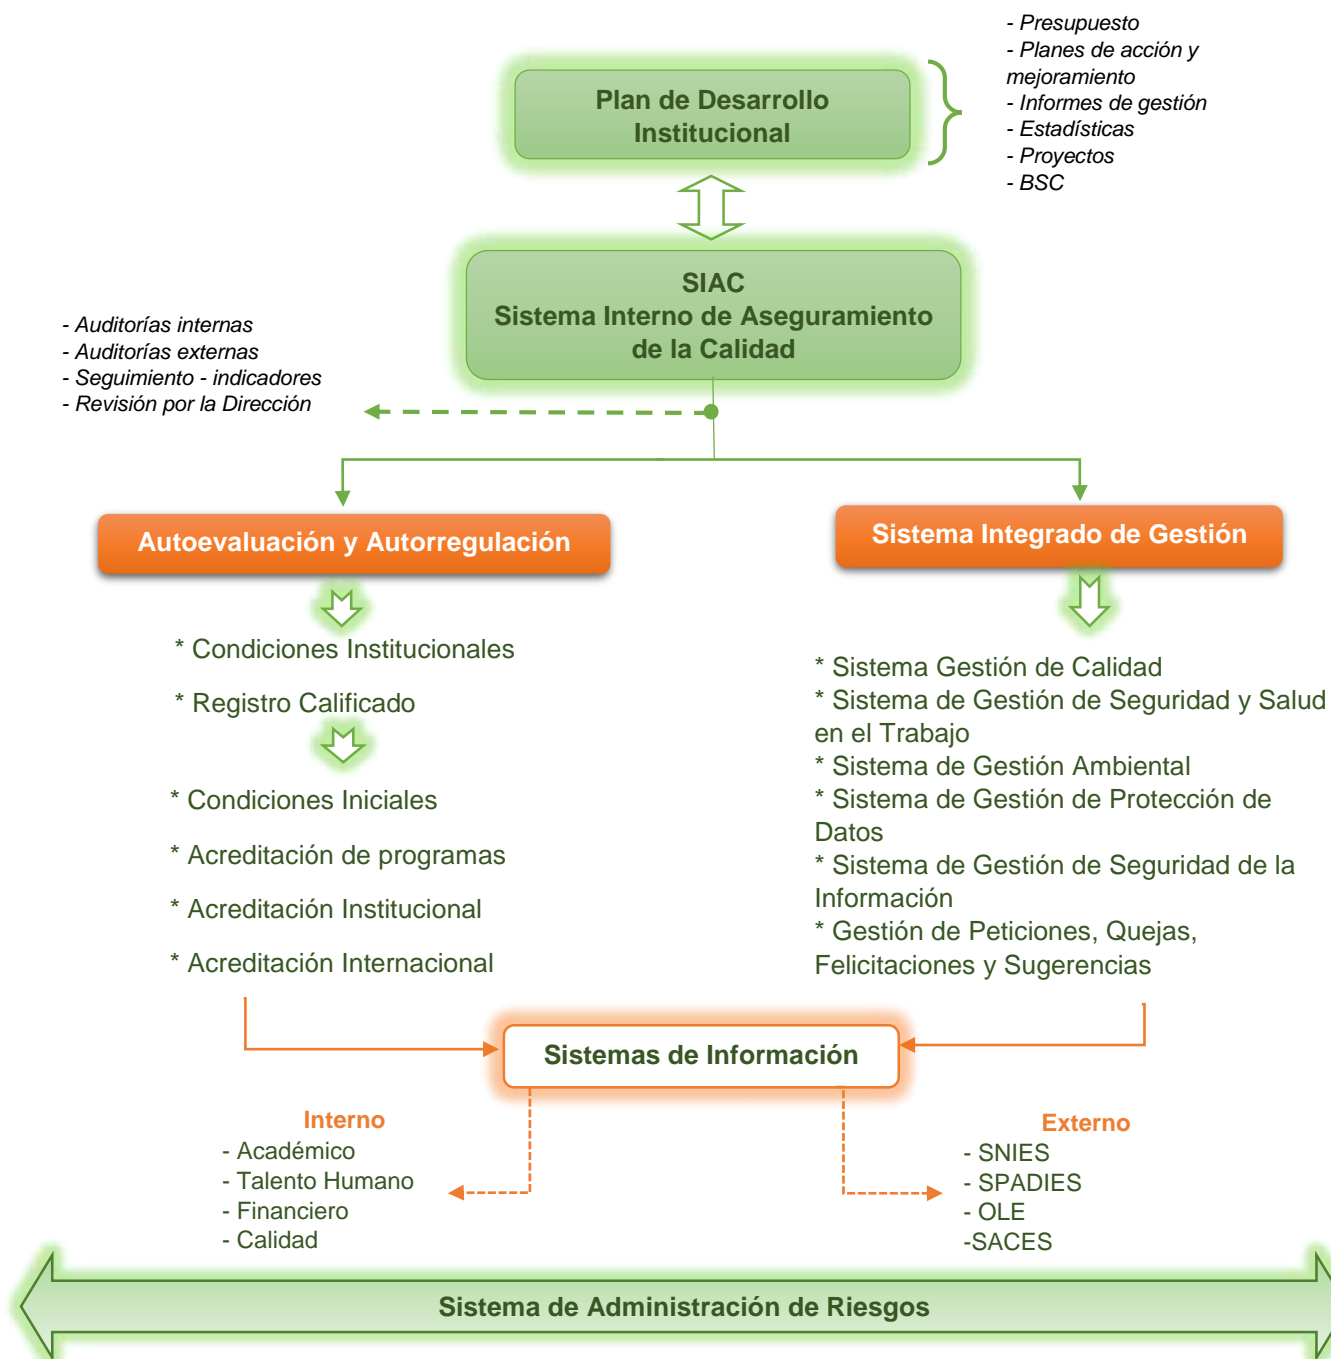 - Presupuesto
- Planes de acción y
mejoramiento
- Informes de gestión
- Estadísticas
- Proyectos
- BSC
Plan de Desarrollo
Institucional
SIAC
Sistema Interno de Aseguramiento
de la Calidad
- Auditorías internas
- Auditorías externas
- Seguimiento - indicadores
- Revisión por la Dirección
Autoevaluación y Autorregulación
* Condiciones Institucionales
* Registro Calificado
* Condiciones Iniciales
* Acreditación de programas
* Acreditación Institucional
* Acreditación Internacional
Sistema Integrado de Gestión
* Sistema Gestión de Calidad
* Sistema de Gestión de Seguridad y Salud
en el Trabajo
* Sistema de Gestión Ambiental
* Sistema de Gestión de Protección de
Datos
* Sistema de Gestión de Seguridad de la
Información
* Gestión de Peticiones, Quejas,
Felicitaciones y Sugerencias
Sistemas de Información
Interno
- Académico
- Talento Humano
- Financiero
- Calidad
Externo
- SNIES
- SPADIES
- OLE
-SACES
Sistema de Administración de Riesgos